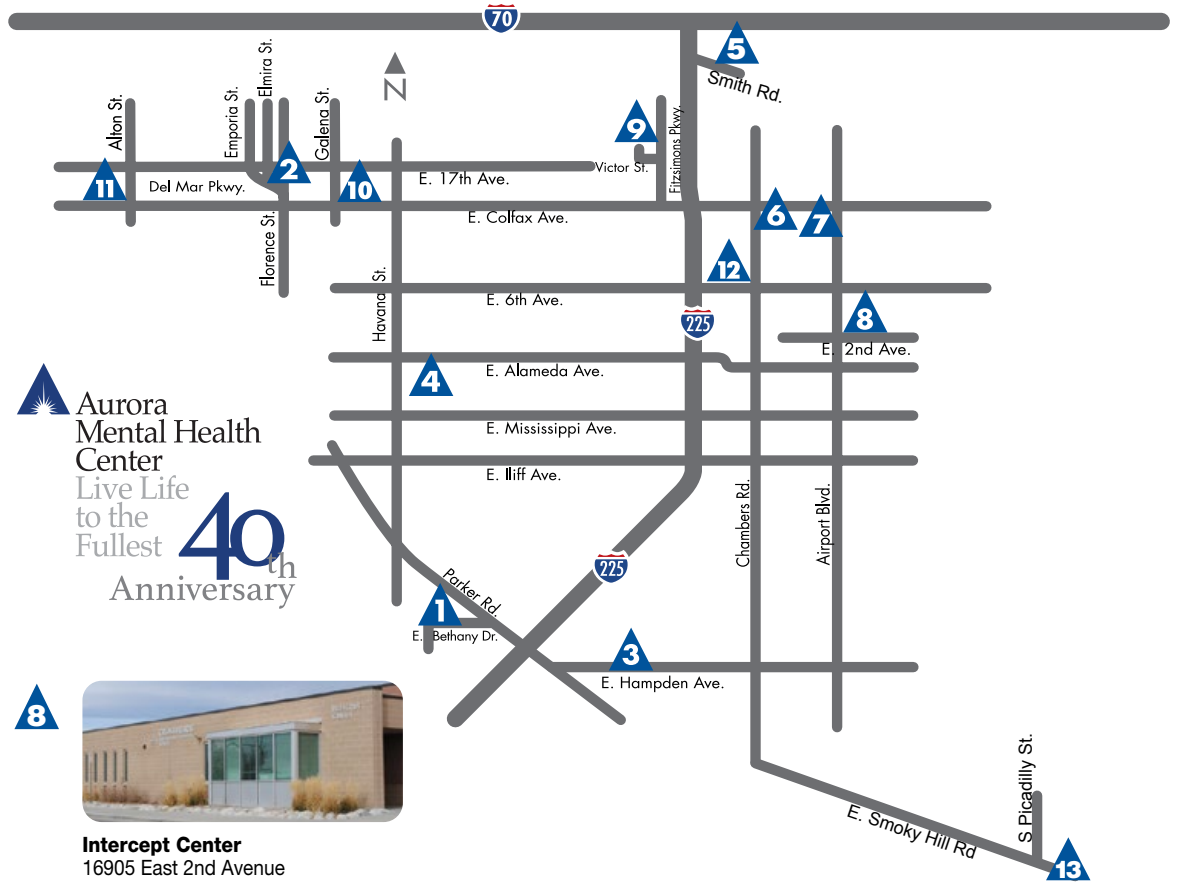 70
5
Smith Rd.
N
Alton St.
Emporia St.
Elmira St.
Galena St.
9
Victor St.
Fitzsimons Pkwy.
11
Del Mar Pkwy.
2
10
E. 17th Ave.
E. Colfax Ave.
6
7
Florence St.
Havana St.
12
E. 6th Ave.
225
8
E. 2nd Ave.
4
E. Alameda Ave.
E. Mississippi Ave.
E. Iliff Ave.
Chambers Rd.
Airport Blvd.
Aurora
Mental Health
Center
Live Life
to the
Fullest
40th
Anniversary
225
Parker Rd.
1
E. Bethany Dr.
3
E. Hampden Ave.
S Picadilly St.
E. Smoky Hill Rd
13
8
Intercept Center
16905 East 2nd Avenue